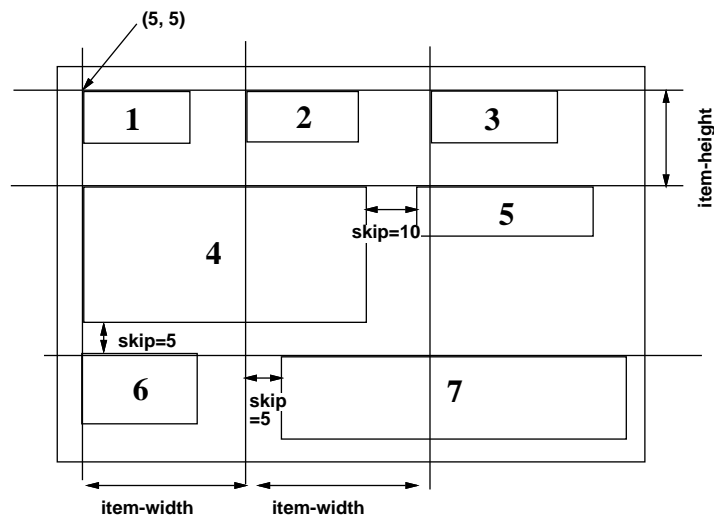 (5, 5)
1
2
3
item-height
4
skip=10
5
skip=5
6
skip
=5
7
item-width
item-width